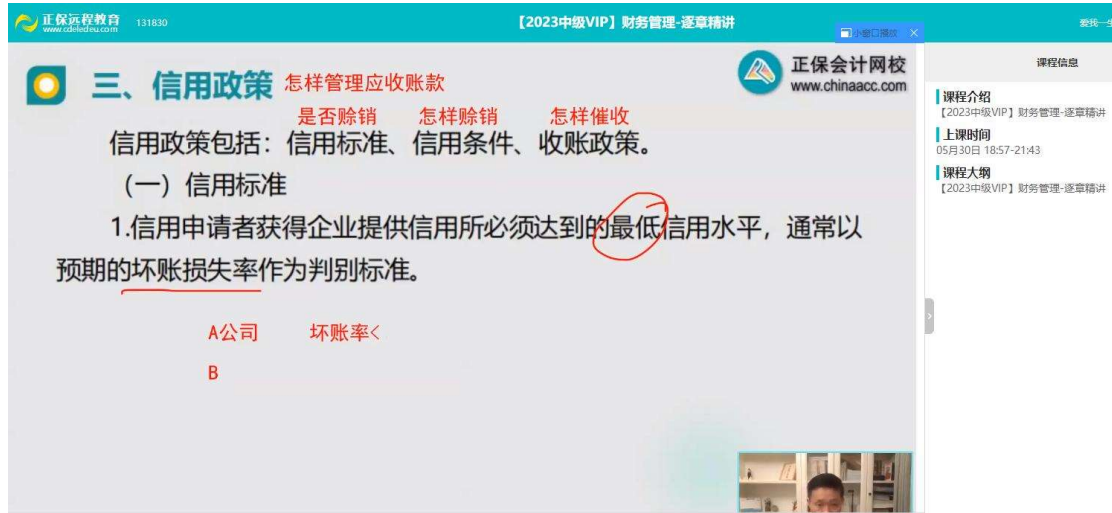 正保远程教育
www.cdeledu.com
131830
【2023中级VIP】财务管理-逐章精讲
小窗口播放 ×
爱找一生
正保会计网校
www.chinaacc.com
三、信用政策 怎样管理应收账款
是否赊销 怎样赊销 怎样催收
信用政策包括：信用标准、信用条件、收账政策。
（一）信用标准
1.信用申请者获得企业提供信用所必须达到的最低信用水平，通常以
预期的坏账损失率作为判别标准。
A公司 坏账率<
B
课程信息
课程介绍
【2023中级VIP】财务管理-逐章精讲
上课时间
05月30日 18:57-21:43
课程大纲
【2023中级VIP】财务管理-逐章精讲